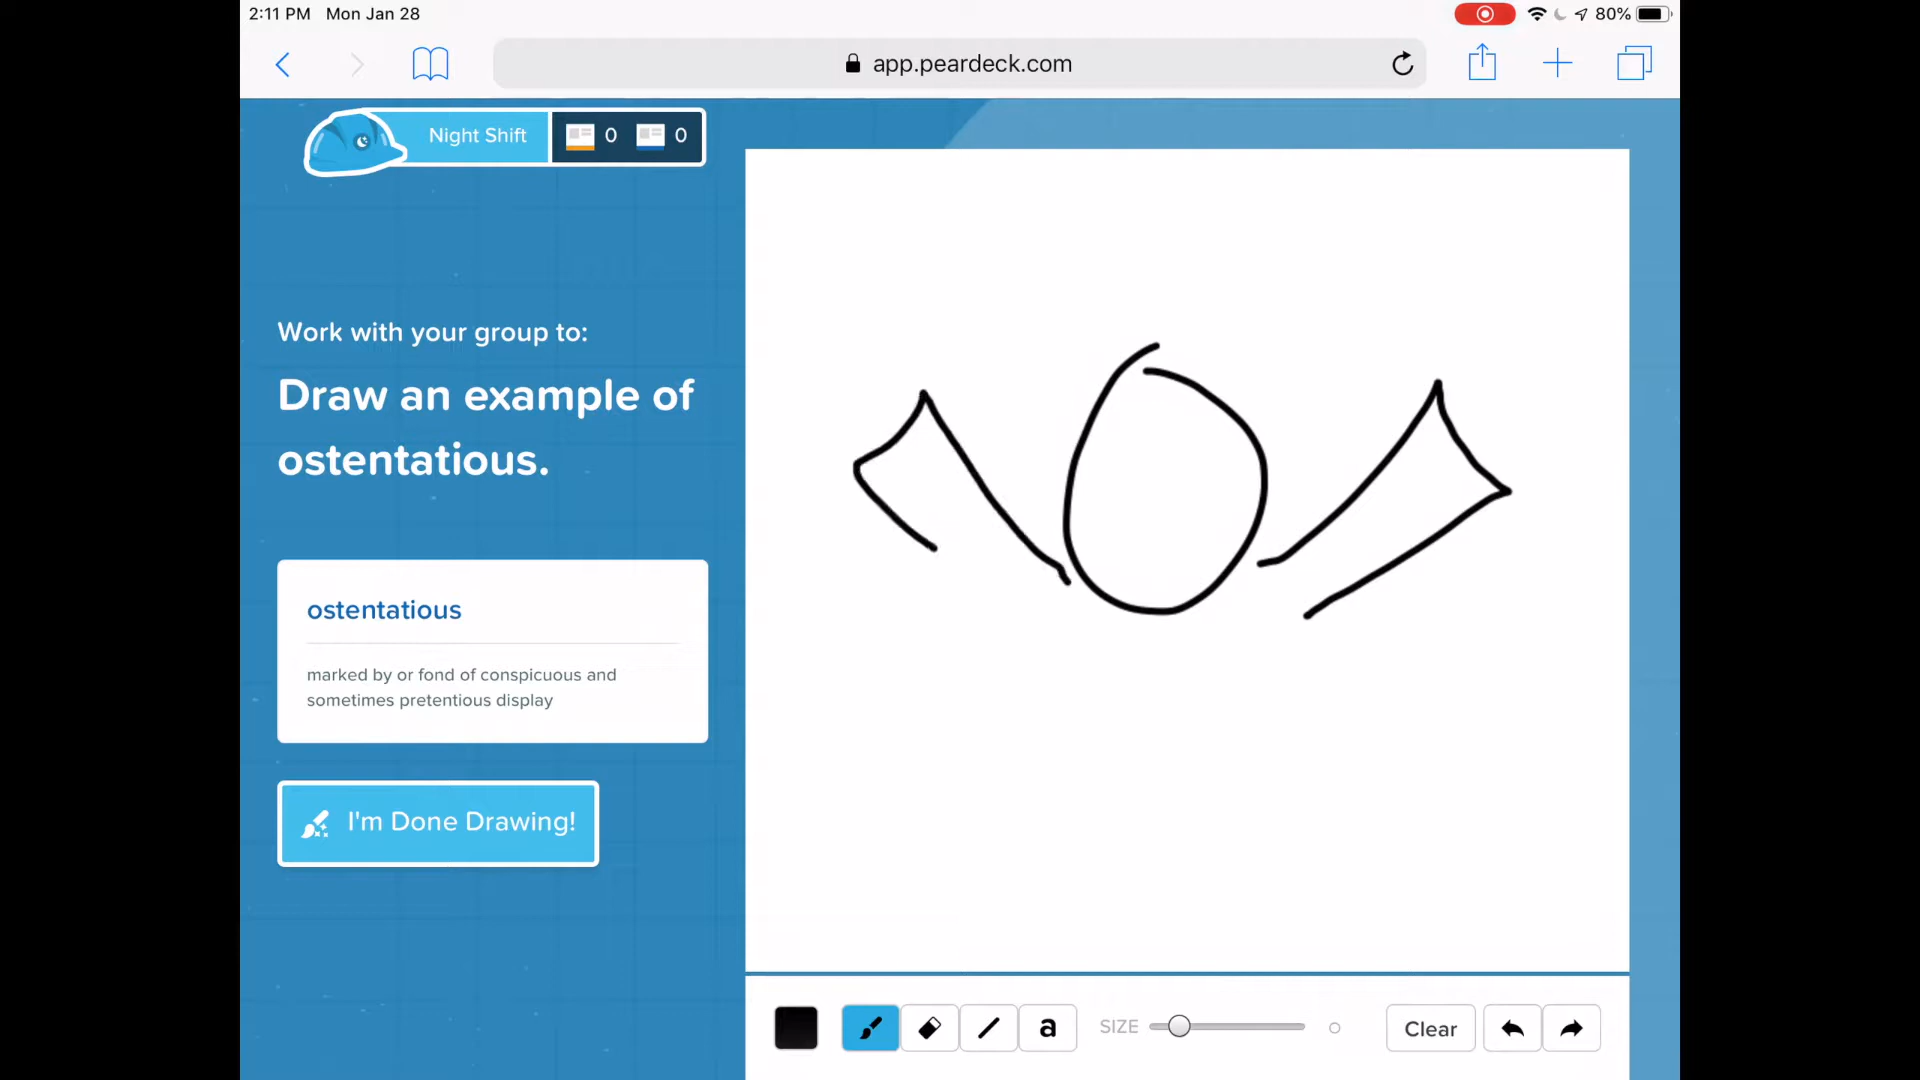 2:11 PM Mon Jan 28
80%
app.peardeck.com
Night Shift 0 0
Work with your group to:
Draw an example of
ostentatious.
ostentatious
marked by or fond of conspicuous and
sometimes pretentious display
I'm Done Drawing!
a SIZE Clear